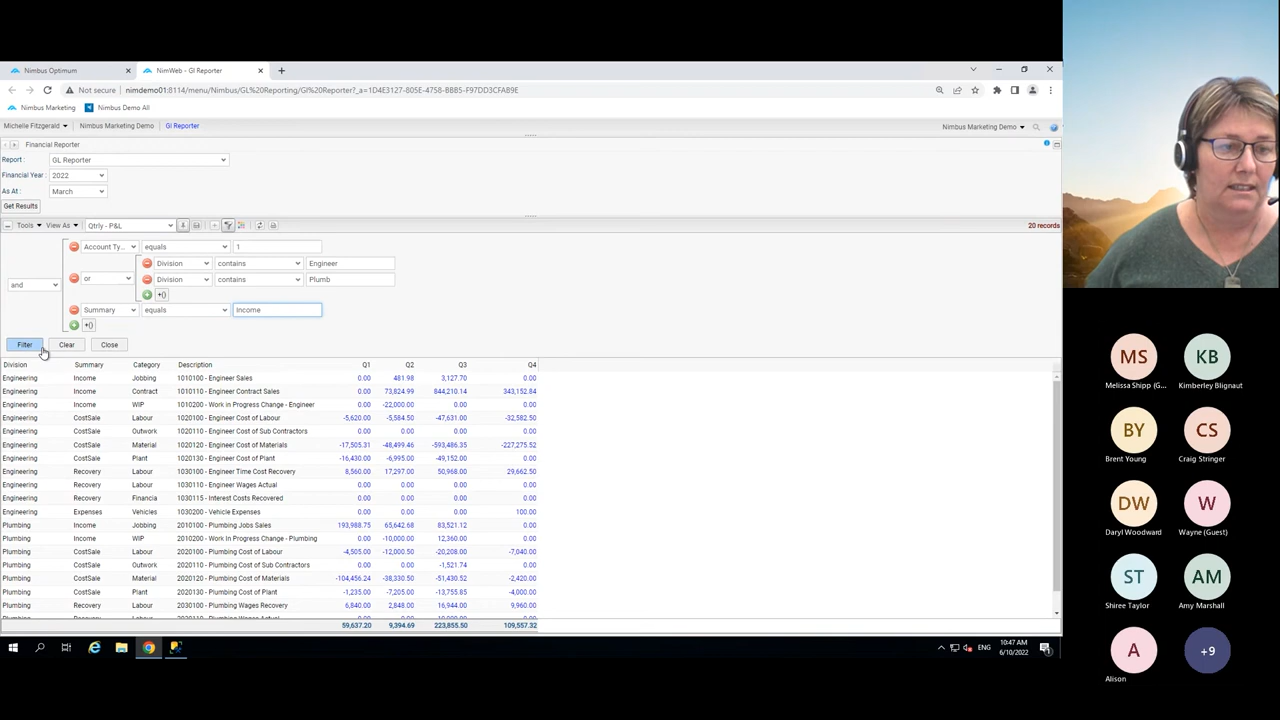 Nimbus Optimum
NimWeb - GI Reporter
Not secure
nimdemo01:8114/menu/Nimbus/GL%20Reporting/Gl%20Reporter?_a=1D4E3127-805E-4758-BBB5-F97DD3CFAB9E
Nimbus Marketing Nimbus Demo All
Michelle Fitzgerald Nimbus Marketing Demo GI Reporter Nimbus Marketing Demo
Financial Reporter
Report : GL Reporter
Financial Year : 2022
As At : March
Get Results
Tools View As Qtrly - P&L 20 records
Account Ty... equals 1
Division contains Engineer
and or
Division contains Plumb
+()
Summary equals Income
+()
Filter Clear Close
Division Summary Category Description Q1 Q2 Q3 Q4
Engineering Income Jobbing 1010100 - Engineer Sales 0.00 481.98 3,127.70 0.00
Engineering Income Contract 1010110 - Engineer Contract Sales 0.00 73,824.99 844,210.14 343,152.84
Engineering Income WIP 1010200 - Work in Progress Change - Engineer 0.00 -22,000.00 0.00 0.00
Engineering CostSale Labour 1020100 - Engineer Cost of Labour -5,620.00 -5,584.50 -47,631.00 -32,582.50
Engineering CostSale Outwork 1020110 - Engineer Cost of Sub Contractors 0.00 0.00 0.00 0.00
Engineering CostSale Material 1020120 - Engineer Cost of Materials -17,505.31 -48,499.46 -593,486.35 -227,275.52
Engineering CostSale Plant 1020130 - Engineer Cost of Plant -16,430.00 -6,995.00 -49,152.00 0.00
Engineering Recovery Labour 1030100 - Engineer Time Cost Recovery 8,560.00 17,297.00 50,968.00 29,662.50
Engineering Recovery Labour 1030110 - Engineer Wages Actual 0.00 0.00 0.00 0.00
Engineering Recovery Financia 1030115 - Interest Costs Recovered 0.00 0.00 0.00 0.00
Engineering Expenses Vehicles 1030200 - Vehicle Expenses 0.00 0.00 0.00 100.00
Plumbing Income Jobbing 2010100 - Plumbing Jobs Sales 193,988.75 65,642.68 83,521.12 0.00
Plumbing Income WIP 2010200 - Work In Progress Change - Plumbing 0.00 -10,000.00 12,360.00 0.00
Plumbing CostSale Labour 2020100 - Plumbing Cost of Labour -4,505.00 -12,000.50 -20,208.00 -7,040.00
Plumbing CostSale Outwork 2020110 - Plumbing Cost of Sub Contractors 0.00 0.00 -1,521.74 0.00
Plumbing CostSale Material 2020120 - Plumbing Cost of Materials -104,456.24 -38,330.50 -51,430.52 -2,420.00
Plumbing CostSale Plant 2020130 - Plumbing Cost of Plant -1,235.00 -7,205.00 -13,755.85 -4,000.00
Plumbing Recovery Labour 2030100 - Plumbing Wages Recovery 6,840.00 2,848.00 16,944.00 9,960.00
59,637.20 9,394.69 223,855.50 109,557.32
ENG
10:47 AM
6/10/2022
MS
Melissa Shipp (G...
KB
Kimberley Blignaut
BY
Brent Young
CS
Craig Stringer
DW
Daryl Woodward
W
Wayne (Guest)
ST
Shiree Taylor
AM
Amy Marshall
A
Alison
+9